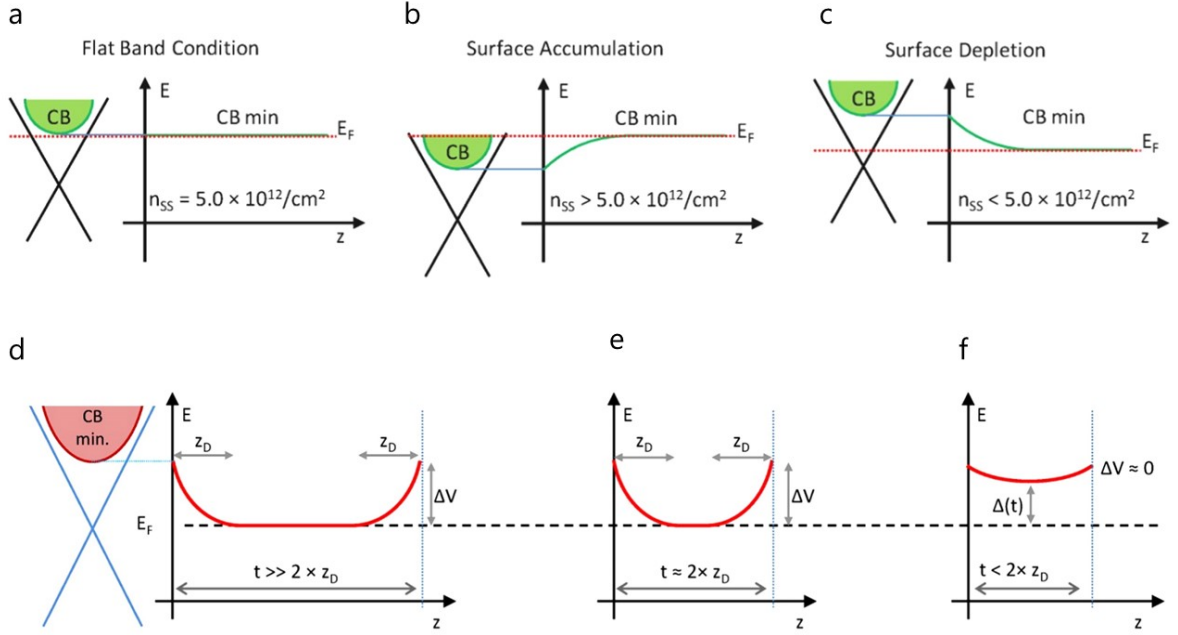 a
Flat Band Condition
CB
E
CB min
E_F
n_SS = 5.0 × 10^12/cm^2
z
b
Surface Accumulation
CB
E
CB min
E_F
n_SS > 5.0 × 10^12/cm^2
z
c
Surface Depletion
CB
E
CB min
E_F
n_SS < 5.0 × 10^12/cm^2
z
d
CB
min.
E
z_D
z_D
ΔV
E_F
t >> 2 × z_D
z
e
E
z_D
z_D
ΔV
t ≈ 2× z_D
z
f
E
ΔV ≈ 0
Δ(t)
t < 2× z_D
z